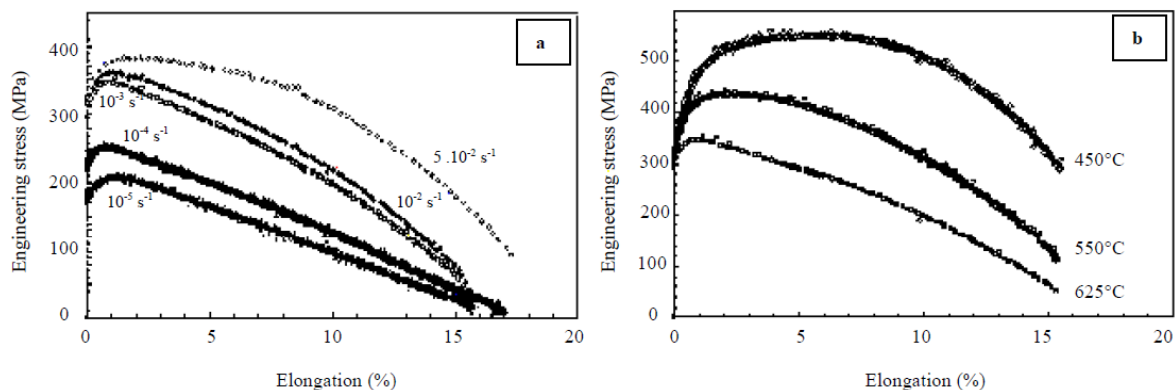 a
Engineering stress (MPa)
400
300
200
100
0
10-3 s-1
10-4 s-1
10-5 s-1
5 .10-2 s-1
10-2 s-1
0
5
10
15
20
Elongation (%)
b
Engineering stress (MPa)
500
400
300
200
100
0
450°C
550°C
625°C
0
5
10
15
20
Elongation (%)